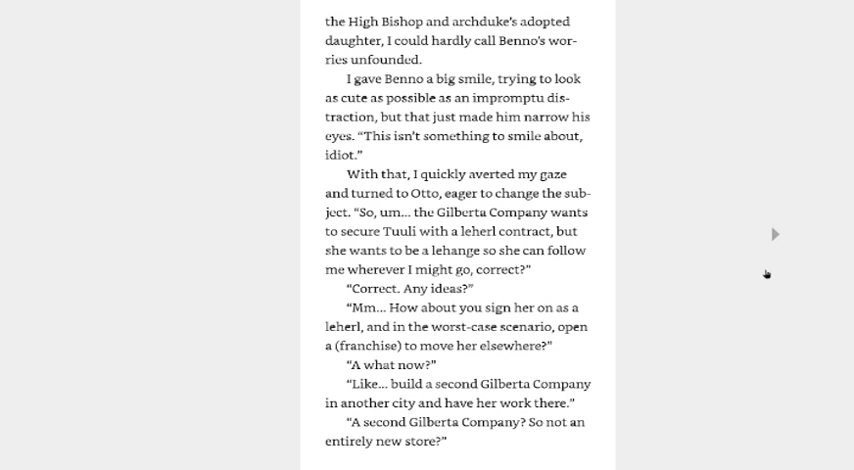 the High Bishop and archduke's adopted
daughter, I could hardly call Benno's wor-
ries unfounded.
I gave Benno a big smile, trying to look
as cute as possible as an impromptu dis-
traction, but that just made him narrow his
eyes. “This isn't something to smile about,
idiot.”
With that, I quickly averted my gaze
and turned to Otto, eager to change the sub-
ject. “So, um... the Gilberta Company wants
to secure Tuuli with a leherl contract, but
she wants to be a lehange so she can follow
me wherever I might go, correct?”
“Correct. Any ideas?”
“Mm... How about you sign her on as a
leherl, and in the worst-case scenario, open
a (franchise) to move her elsewhere?”
“A what now?”
“Like... build a second Gilberta Company
in another city and have her work there.”
“A second Gilberta Company? So not an
entirely new store?”